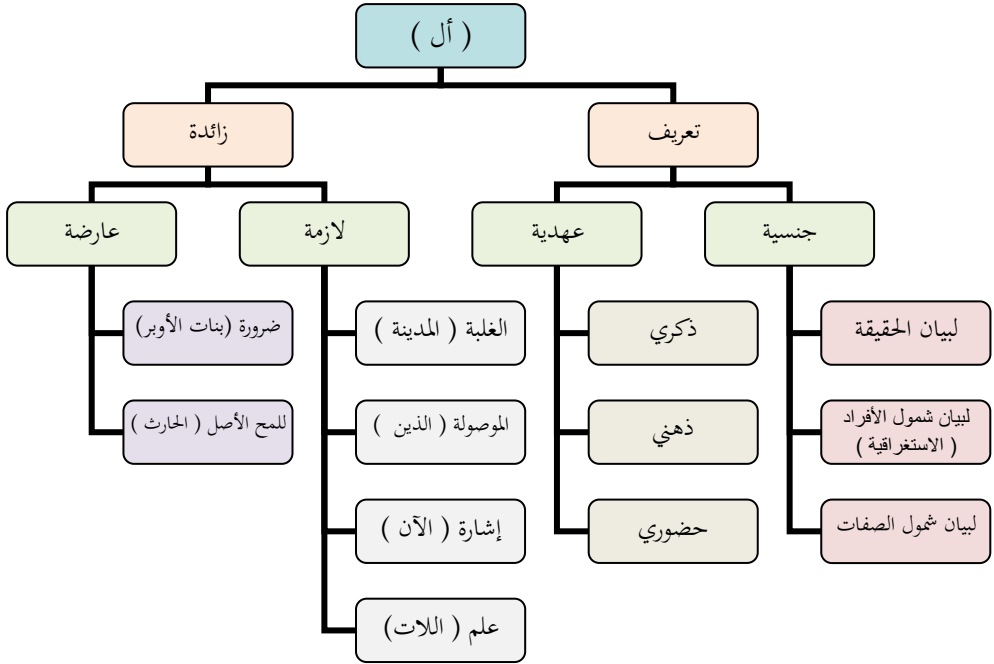 ( أل )
تعريف
زائدة
جنسية
عهدية
لازمة
عارضة
لبيان الحقيقة
ذكري
الغلبة ( المدينة )
ضرورة (بنات الأوبر)
لبيان شمول الأفراد
( الاستغراقية )
ذهني
الموصولة ( الذين )
للمح الأصل ( الحارث )
لبيان شمول الصفات
حضوري
إشارة ( الآن )
علم ( اللات)